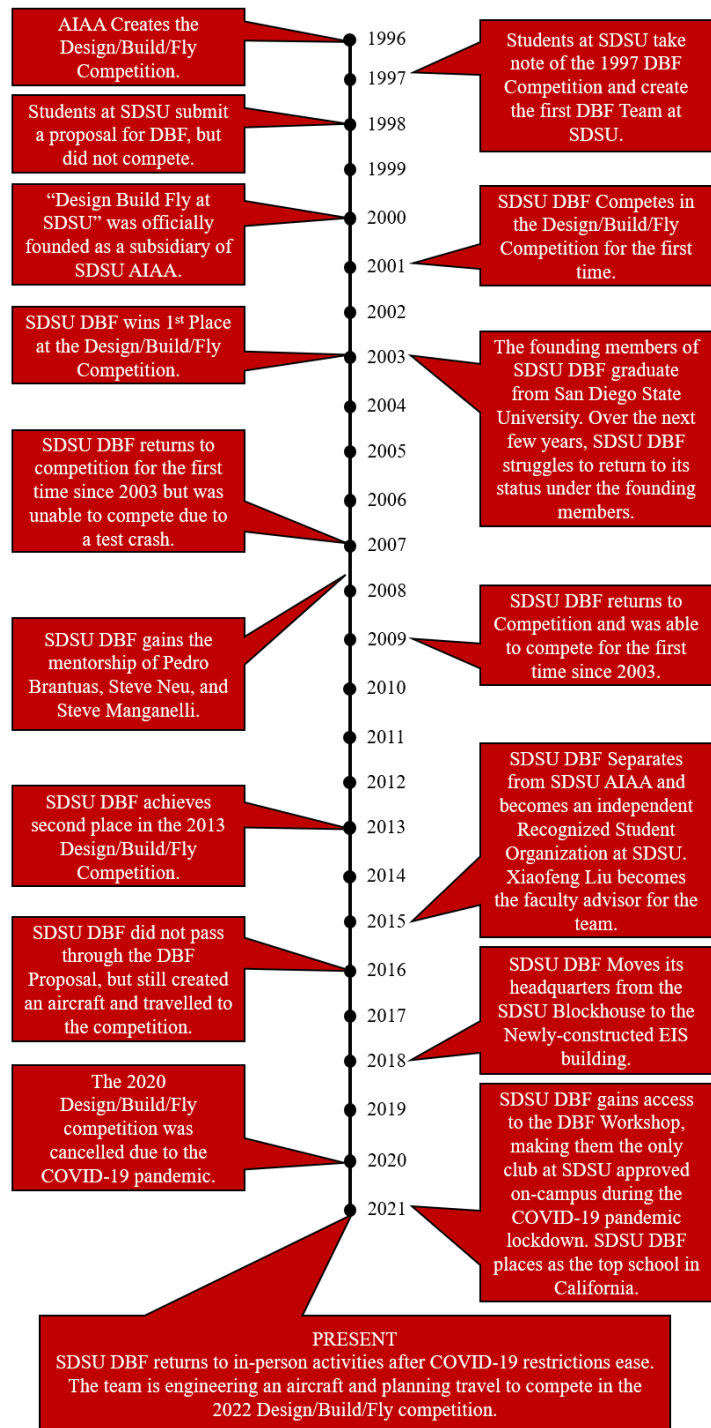 AIAA Creates the
Design/Build/Fly
Competition.
1996
1997
Students at SDSU take
note of the 1997 DBF
Competition and create
the first DBF Team at
SDSU.
Students at SDSU submit
a proposal for DBF, but
did not compete.
1998
1999
“Design Build Fly at
SDSU” was officially
founded as a subsidiary of
SDSU AIAA.
2000
SDSU DBF Competes in
the Design/Build/Fly
Competition for the first
time.
2001
2002
SDSU DBF wins 1st Place
at the Design/Build/Fly
Competition.
2003
The founding members of
SDSU DBF graduate
from San Diego State
University. Over the next
few years, SDSU DBF
struggles to return to its
status under the founding
members.
2004
2005
SDSU DBF returns to
competition for the first
time since 2003 but was
unable to compete due to
a test crash.
2006
2007
2008
SDSU DBF gains the
mentorship of Pedro
Brantuas, Steve Neu, and
Steve Manganelli.
2009
SDSU DBF returns to
Competition and was able
to compete for the first
time since 2003.
2010
2011
2012
SDSU DBF achieves
second place in the 2013
Design/Build/Fly
Competition.
2013
2014
SDSU DBF Separates
from SDSU AIAA and
becomes an independent
Recognized Student
Organization at SDSU.
Xiaofeng Liu becomes
the faculty advisor for the
team.
2015
SDSU DBF did not pass
through the DBF
Proposal, but still created
an aircraft and travelled to
the competition.
2016
2017
SDSU DBF Moves its
headquarters from the
SDSU Blockhouse to the
Newly-constructed EIS
building.
2018
2019
The 2020
Design/Build/Fly
competition was
cancelled due to the
COVID-19 pandemic.
2020
2021
SDSU DBF gains access
to the DBF Workshop,
making them the only
club at SDSU approved
on-campus during the
COVID-19 pandemic
lockdown. SDSU DBF
places as the top school in
California.
PRESENT
SDSU DBF returns to in-person activities after COVID-19 restrictions ease.
The team is engineering an aircraft and planning travel to compete in the
2022 Design/Build/Fly competition.